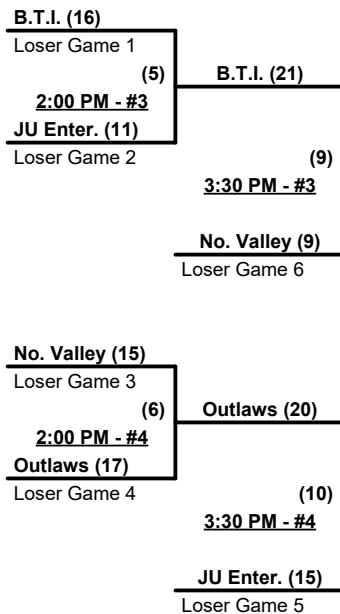 B.T.I. (16)
Loser Game 1
(5)
B.T.I. (21)
2:00 PM - #3
JU Enter. (11)
Loser Game 2
(9)
3:30 PM - #3
No. Valley (9)
Loser Game 6
No. Valley (15)
Loser Game 3
(6)
Outlaws (20)
2:00 PM - #4
Outlaws (17)
Loser Game 4
(10)
3:30 PM - #4
JU Enter. (15)
Loser Game 5